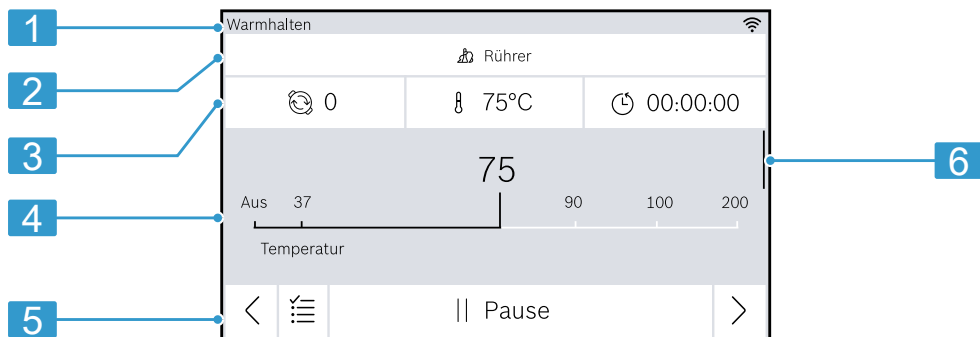 1
Warmhalten
2
Rührer
3
0 75°C 00:00:00
6
75
4
Aus 37 90 100 200
Temperatur
5
Pause